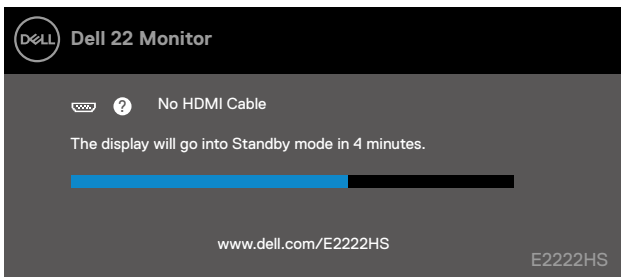 DELL Dell 22 Monitor
? No HDMI Cable
The display will go into Standby mode in 4 minutes.
www.dell.com/E2222HS
E2222HS